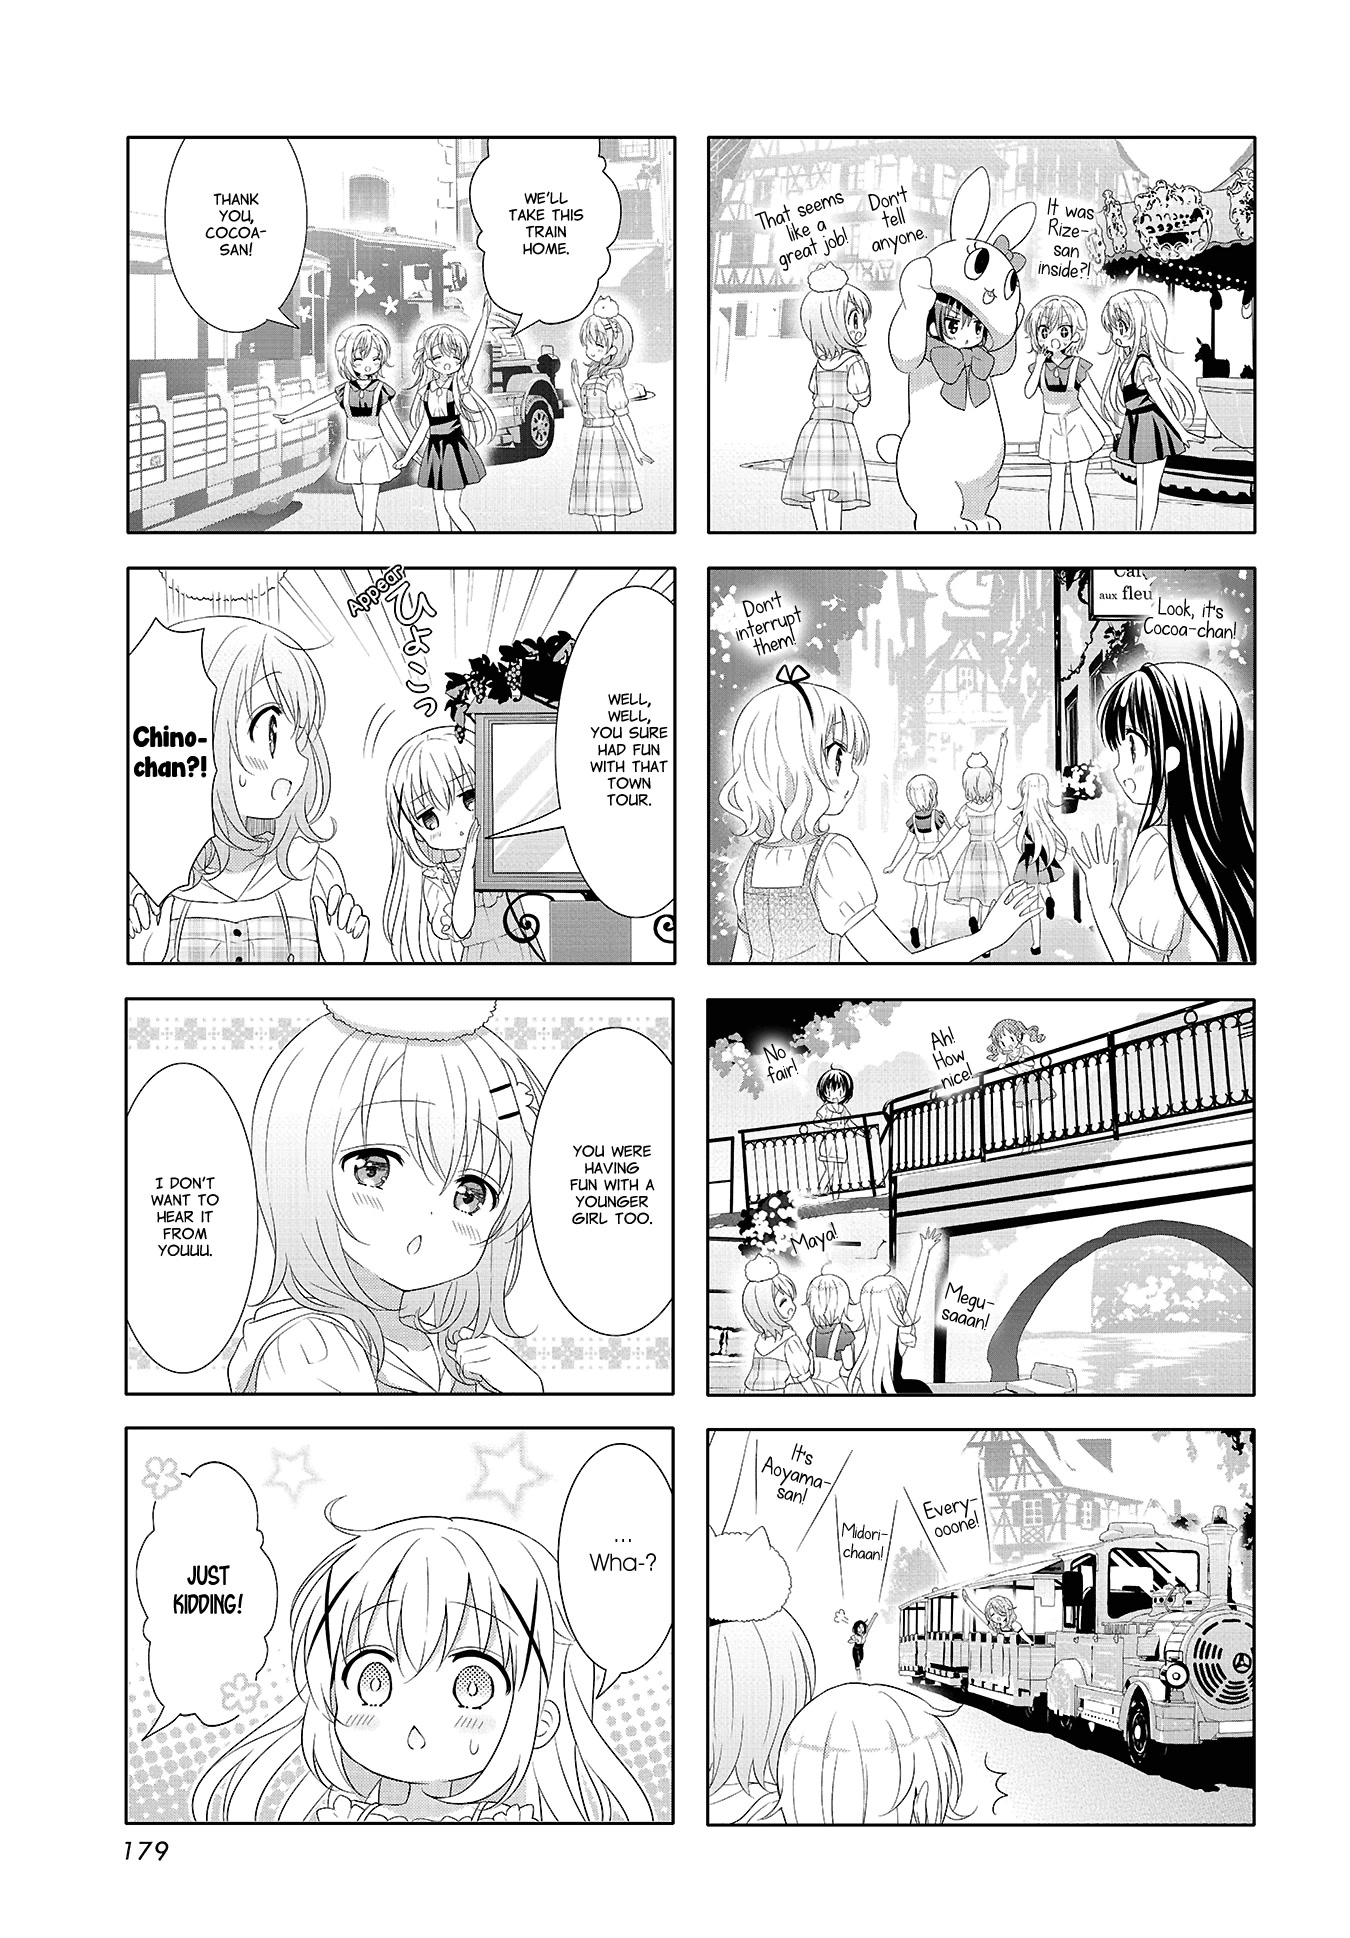 It was
Rize-
san
inside?!
Don't
tell
anyone.
That seems
like a
great job!
Caf
aux fleu
Look, it's
Cocoa-chan!
Don't
interrupt
them!
Ah!
How
nice!
No
fair!
Maya!
Megu-
saaan!
Every-
ooone!
Midori-
chaan!
It's
Aoyama-
san!
WE'LL
TAKE THIS
TRAIN
HOME.
THANK
YOU,
COCOA-
SAN!
WELL,
WELL,
YOU SURE
HAD FUN
WITH THAT
TOWN
TOUR.
Appear
ひょこっ
Chino-
chan?!
YOU WERE
HAVING
FUN WITH A
YOUNGER
GIRL TOO.
I DON'T
WANT TO
HEAR IT
FROM
YOUUU.
...
Wha-?
JUST
KIDDING!
179